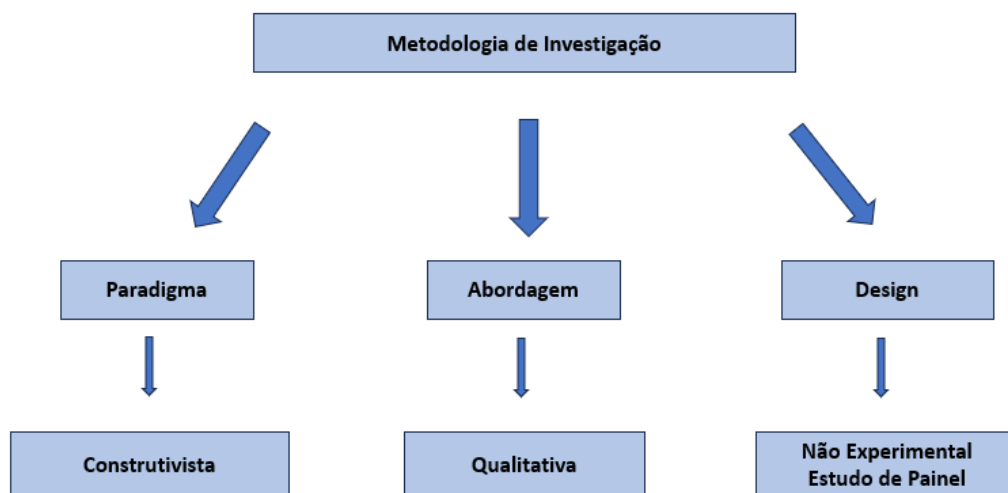 Metodologia de Investigação
Paradigma
Abordagem
Design
Construtivista
Qualitativa
Não Experimental
Estudo de Painel